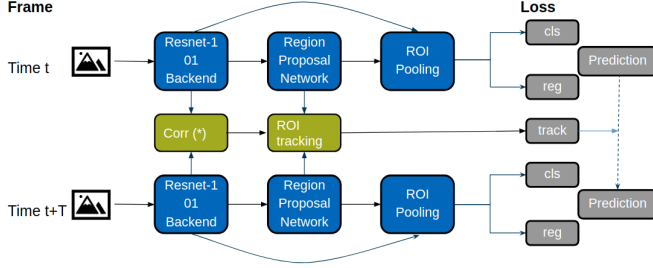 Frame
Loss
Time t
Resnet-1
01
Backend
Region
Proposal
Network
ROI
Pooling
cls
Prediction
reg
Corr (*)
ROI
tracking
track
Time t+T
Resnet-1
01
Backend
Region
Proposal
Network
ROI
Pooling
cls
Prediction
reg